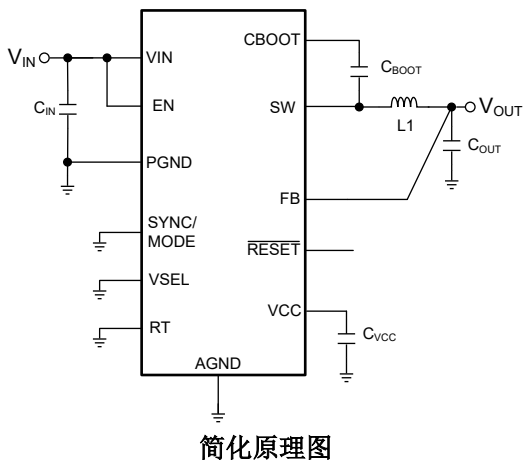 CBOOT
VIN
VIN
CBOOT
CIN
EN
SW
VOUT
L1
COUT
PGND
FB
SYNC/
MODE
RESET
VSEL
VCC
RT
CVCC
AGND
简化原理图